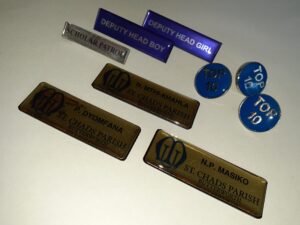 SCHOLAR PATROL
DEPUTY HEAD BOY
DEPUTY HEAD GIRL
TOP
10
TOP
10
TOP
10
ST. CHADS PARISH
DYOMFANA
ST. CHADS PARISH
N.P. MASIKO
ST. CHADS PARISH